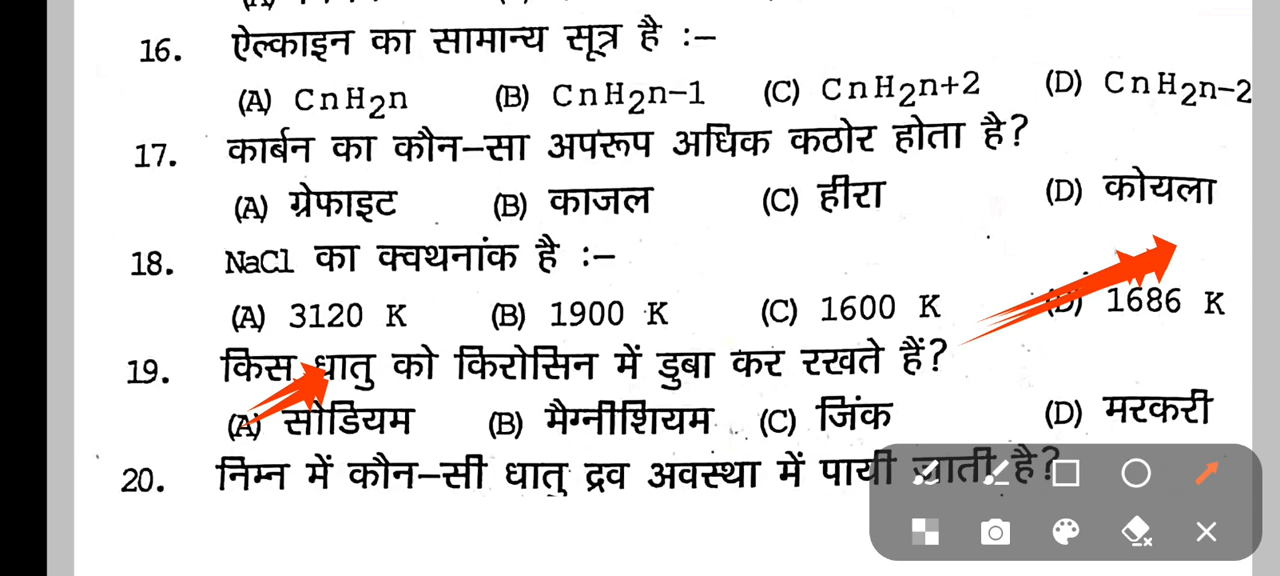 16. ऐल्काइन का सामान्य सूत्र है :–
(A) CnH2n (B) CnH2n–1 (C) CnH2n+2 (D) CnH2n–2
17. कार्बन का कौन–सा अपरूप अधिक कठोर होता है?
(A) ग्रेफाइट (B) काजल (C) हीरा (D) कोयला
18. NaCl का क्वथनांक है :–
(A) 3120 K (B) 1900 K (C) 1600 K (D) 1686 K
19. किस धातु को किरोसिन में डुबा कर रखते हैं?
(A) सोडियम (B) मैग्नीशियम (C) जिंक (D) मरकरी
20. निम्न में कौन–सी धातु द्रव अवस्था में पायी जाती है?